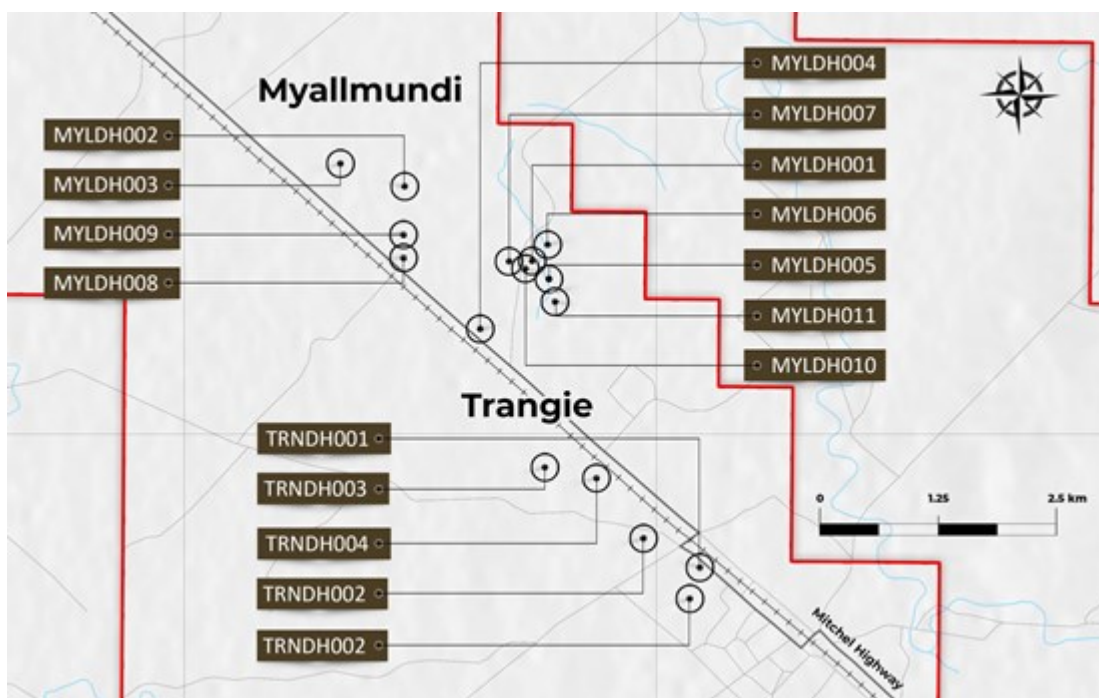 Myallmundi
MYLDH002
MYLDH003
MYLDH009
MYLDH008
MYLDH004
MYLDH007
MYLDH001
MYLDH006
MYLDH005
MYLDH011
MYLDH010
Trangie
TRNDH001
TRNDH003
TRNDH004
TRNDH002
TRNDH002
0 1.25 2.5 km
Mitchel Highway